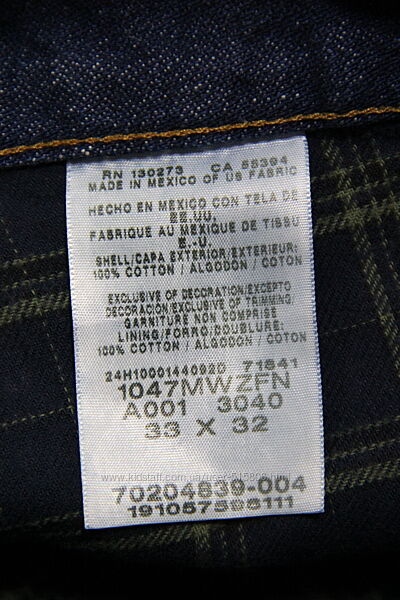 RN 130273 CA 55394
MADE IN MEXICO OF US FABRIC
HECHO EN MEXICO CON TELA DE
EE.UU.
FABRIQUE AU MEXIQUE DE TISSU
E.-U.
SHELL/CAPA EXTERIOR/EXTERIEUR:
100% COTTON / ALGODON / COTON
EXCLUSIVE OF DECORATION/EXCEPTO
DECORACION/EXCLUSIVE OF TRIMMING/
GARNITURE NON COMPRISE
LINING/FORRO/DOUBLURE:
100% COTTON / ALGODON / COTON
24H10001440920 71841
1047MWZFN
A001 3040
33 X 32
70204839-004